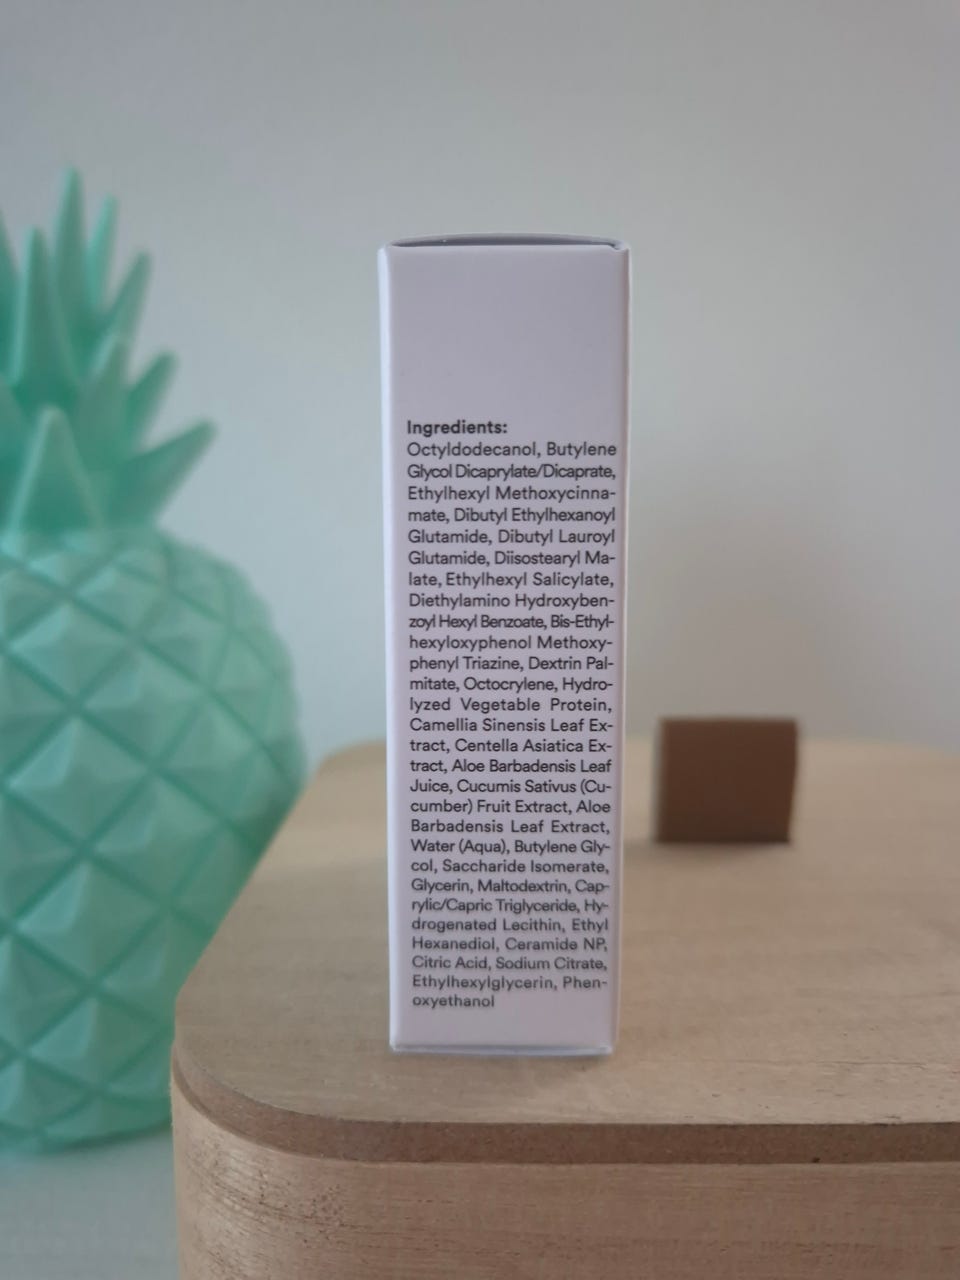 Ingredients:
Octyldodecanol, Butylene
Glycol Dicaprylate/Dicaprate,
Ethylhexyl Methoxycinna-
mate, Dibutyl Ethylhexanoyl
Glutamide, Dibutyl Lauroyl
Glutamide, Diisostearyl Ma-
late, Ethylhexyl Salicylate,
Diethylamino Hydroxyben-
zoyl Hexyl Benzoate, Bis-Ethyl-
hexyloxyphenol Methoxy-
phenyl Triazine, Dextrin Pal-
mitate, Octocrylene, Hydro-
lyzed Vegetable Protein,
Camellia Sinensis Leaf Ex-
tract, Centella Asiatica Ex-
tract, Aloe Barbadensis Leaf
Juice, Cucumis Sativus (Cu-
cumber) Fruit Extract, Aloe
Barbadensis Leaf Extract,
Water (Aqua), Butylene Gly-
col, Saccharide Isomerate,
Glycerin, Maltodextrin, Cap-
rylic/Capric Triglyceride, Hy-
drogenated Lecithin, Ethyl
Hexanediol, Ceramide NP,
Citric Acid, Sodium Citrate,
Ethylhexylglycerin, Phen-
oxyethanol